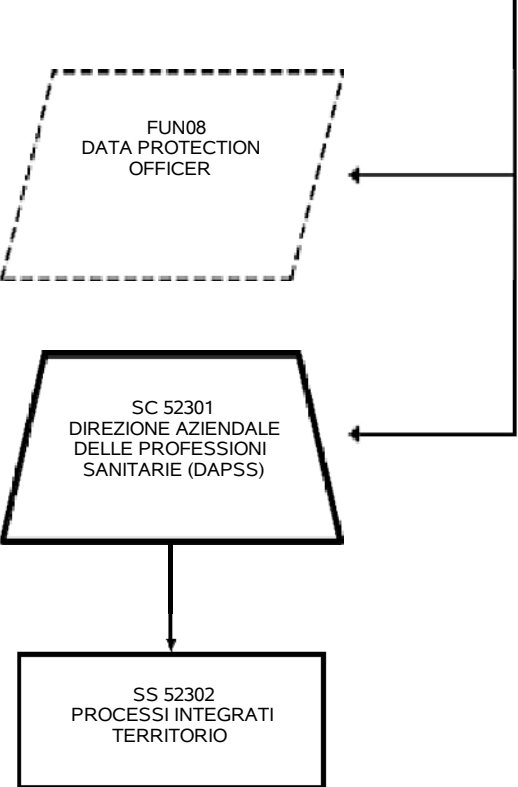 FUN08
DATA PROTECTION
OFFICER
SC 52301
DIREZIONE AZIENDALE
DELLE PROFESSIONI
SANITARIE (DAPSS)
SS 52302
PROCESSI INTEGRATI
TERRITORIO